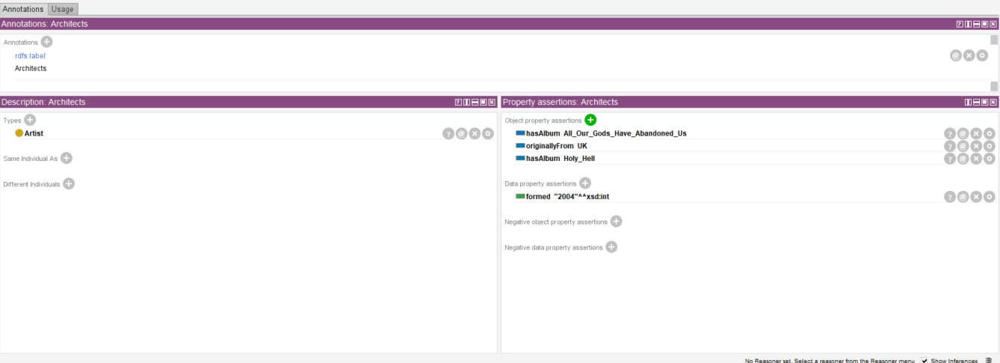 Annotations Usage
Annotations: Architects
Annotations
rdfs:label
Architects
Description: Architects
Types
Artist
Same Individual As
Different Individuals
Property assertions: Architects
Object property assertions
hasAlbum All_Our_Gods_Have_Abandoned_Us
originallyFrom UK
hasAlbum Holy_Hell
Data property assertions
formed "2004"^^xsd:int
Negative object property assertions
Negative data property assertions
No Reasoner set. Select a reasoner from the Reasoner menu Show Inferences